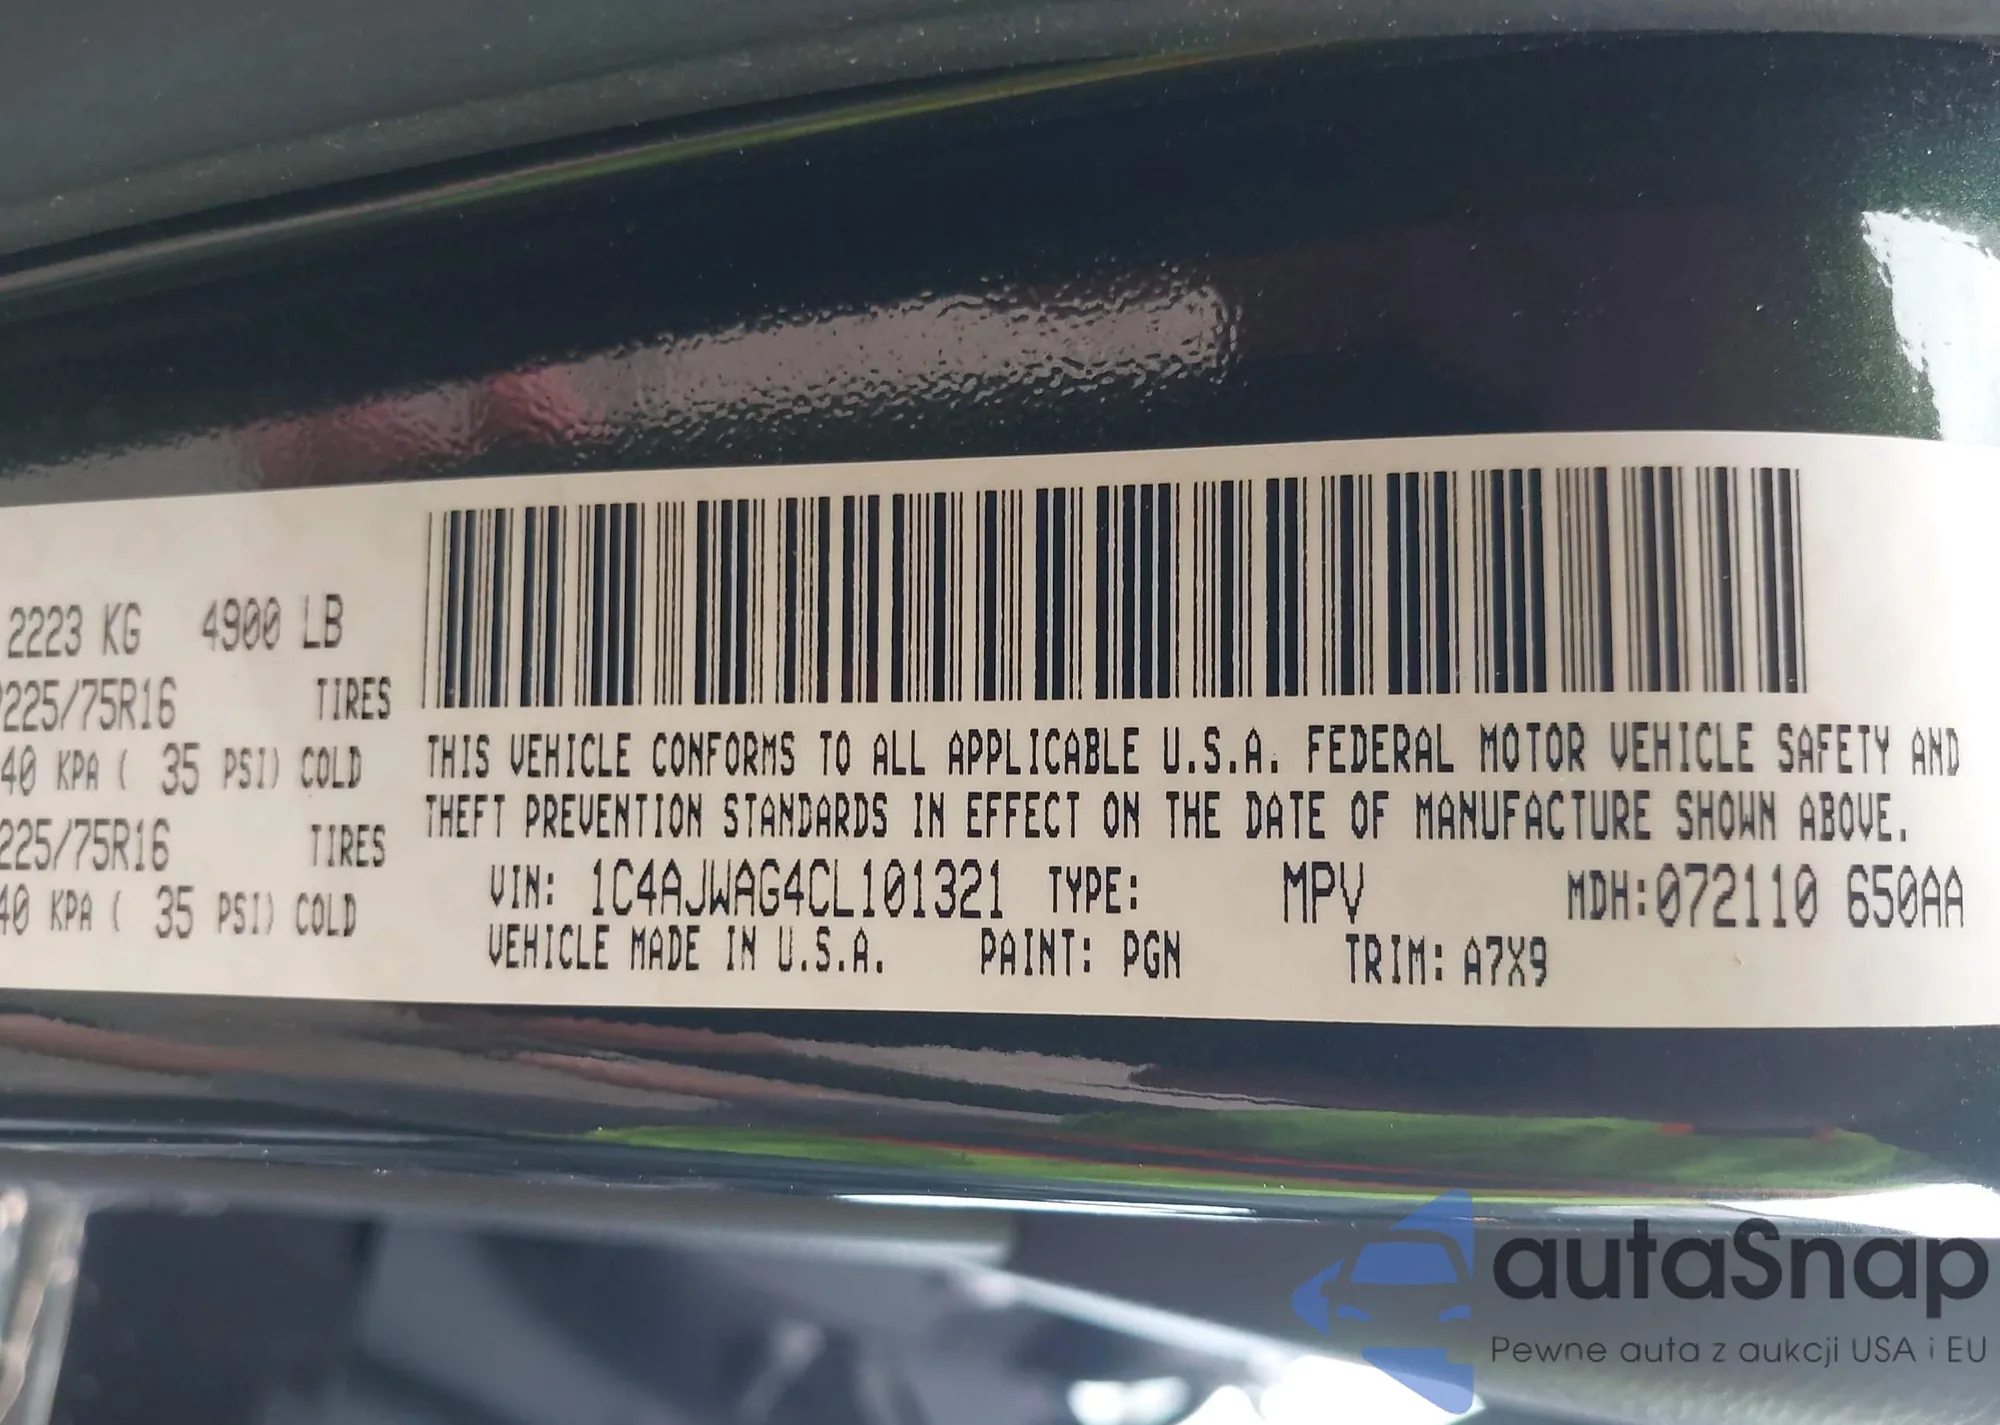 2223 KG 4900 LB
225/75R16 TIRES
40 KPA ( 35 PSI) COLD
225/75R16 TIRES
40 KPA ( 35 PSI) COLD
THIS VEHICLE CONFORMS TO ALL APPLICABLE U.S.A. FEDERAL MOTOR VEHICLE SAFETY AND
THEFT PREVENTION STANDARDS IN EFFECT ON THE DATE OF MANUFACTURE SHOWN ABOVE.
VIN: 1C4AJWAG4CL101321 TYPE: MPV MDH:072110 650AA
VEHICLE MADE IN U.S.A. PAINT: PGN TRIM: A7X9
autaSnap
Pewne auta z aukcji USA i EU